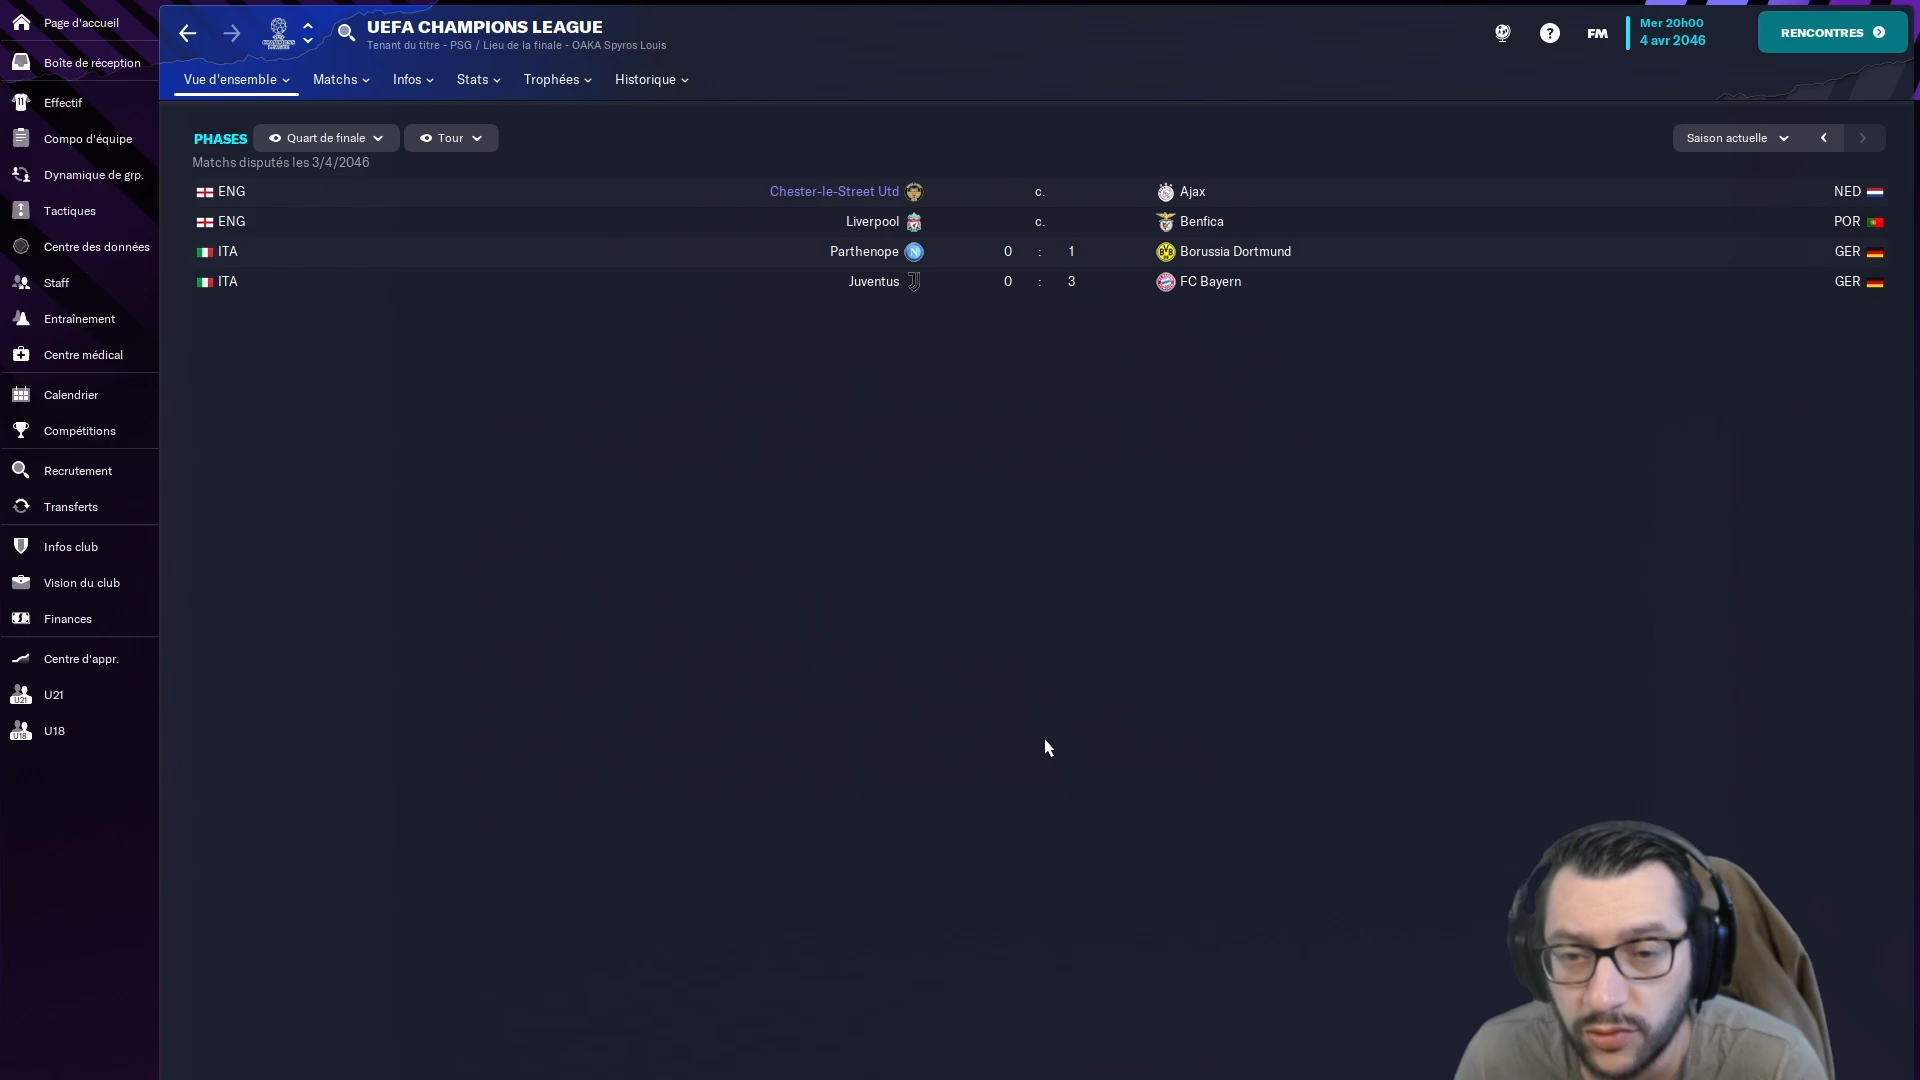 Page d'accueil
Boîte de réception
Effectif
Compo d'équipe
Dynamique de grp.
Tactiques
Centre des données
Staff
Entraînement
Centre médical
Calendrier
Compétitions
Recrutement
Transferts
Infos club
Vision du club
Finances
Centre d'appr.
U21
U21
U18
U18
UEFA CHAMPIONS LEAGUE
Tenant du titre - PSG / Lieu de la finale - OAKA Spyros Louis
FM
Mer 20h00
4 avr 2046
RENCONTRES
Vue d'ensemble Matchs Infos Stats Trophées Historique
PHASES Quart de finale Tour Saison actuelle
Matchs disputés les 3/4/2046
ENG Chester-le-Street Utd c. Ajax NED
ENG Liverpool c. Benfica POR
ITA Parthenope 0 : 1 Borussia Dortmund GER
ITA Juventus 0 : 3 FC Bayern GER